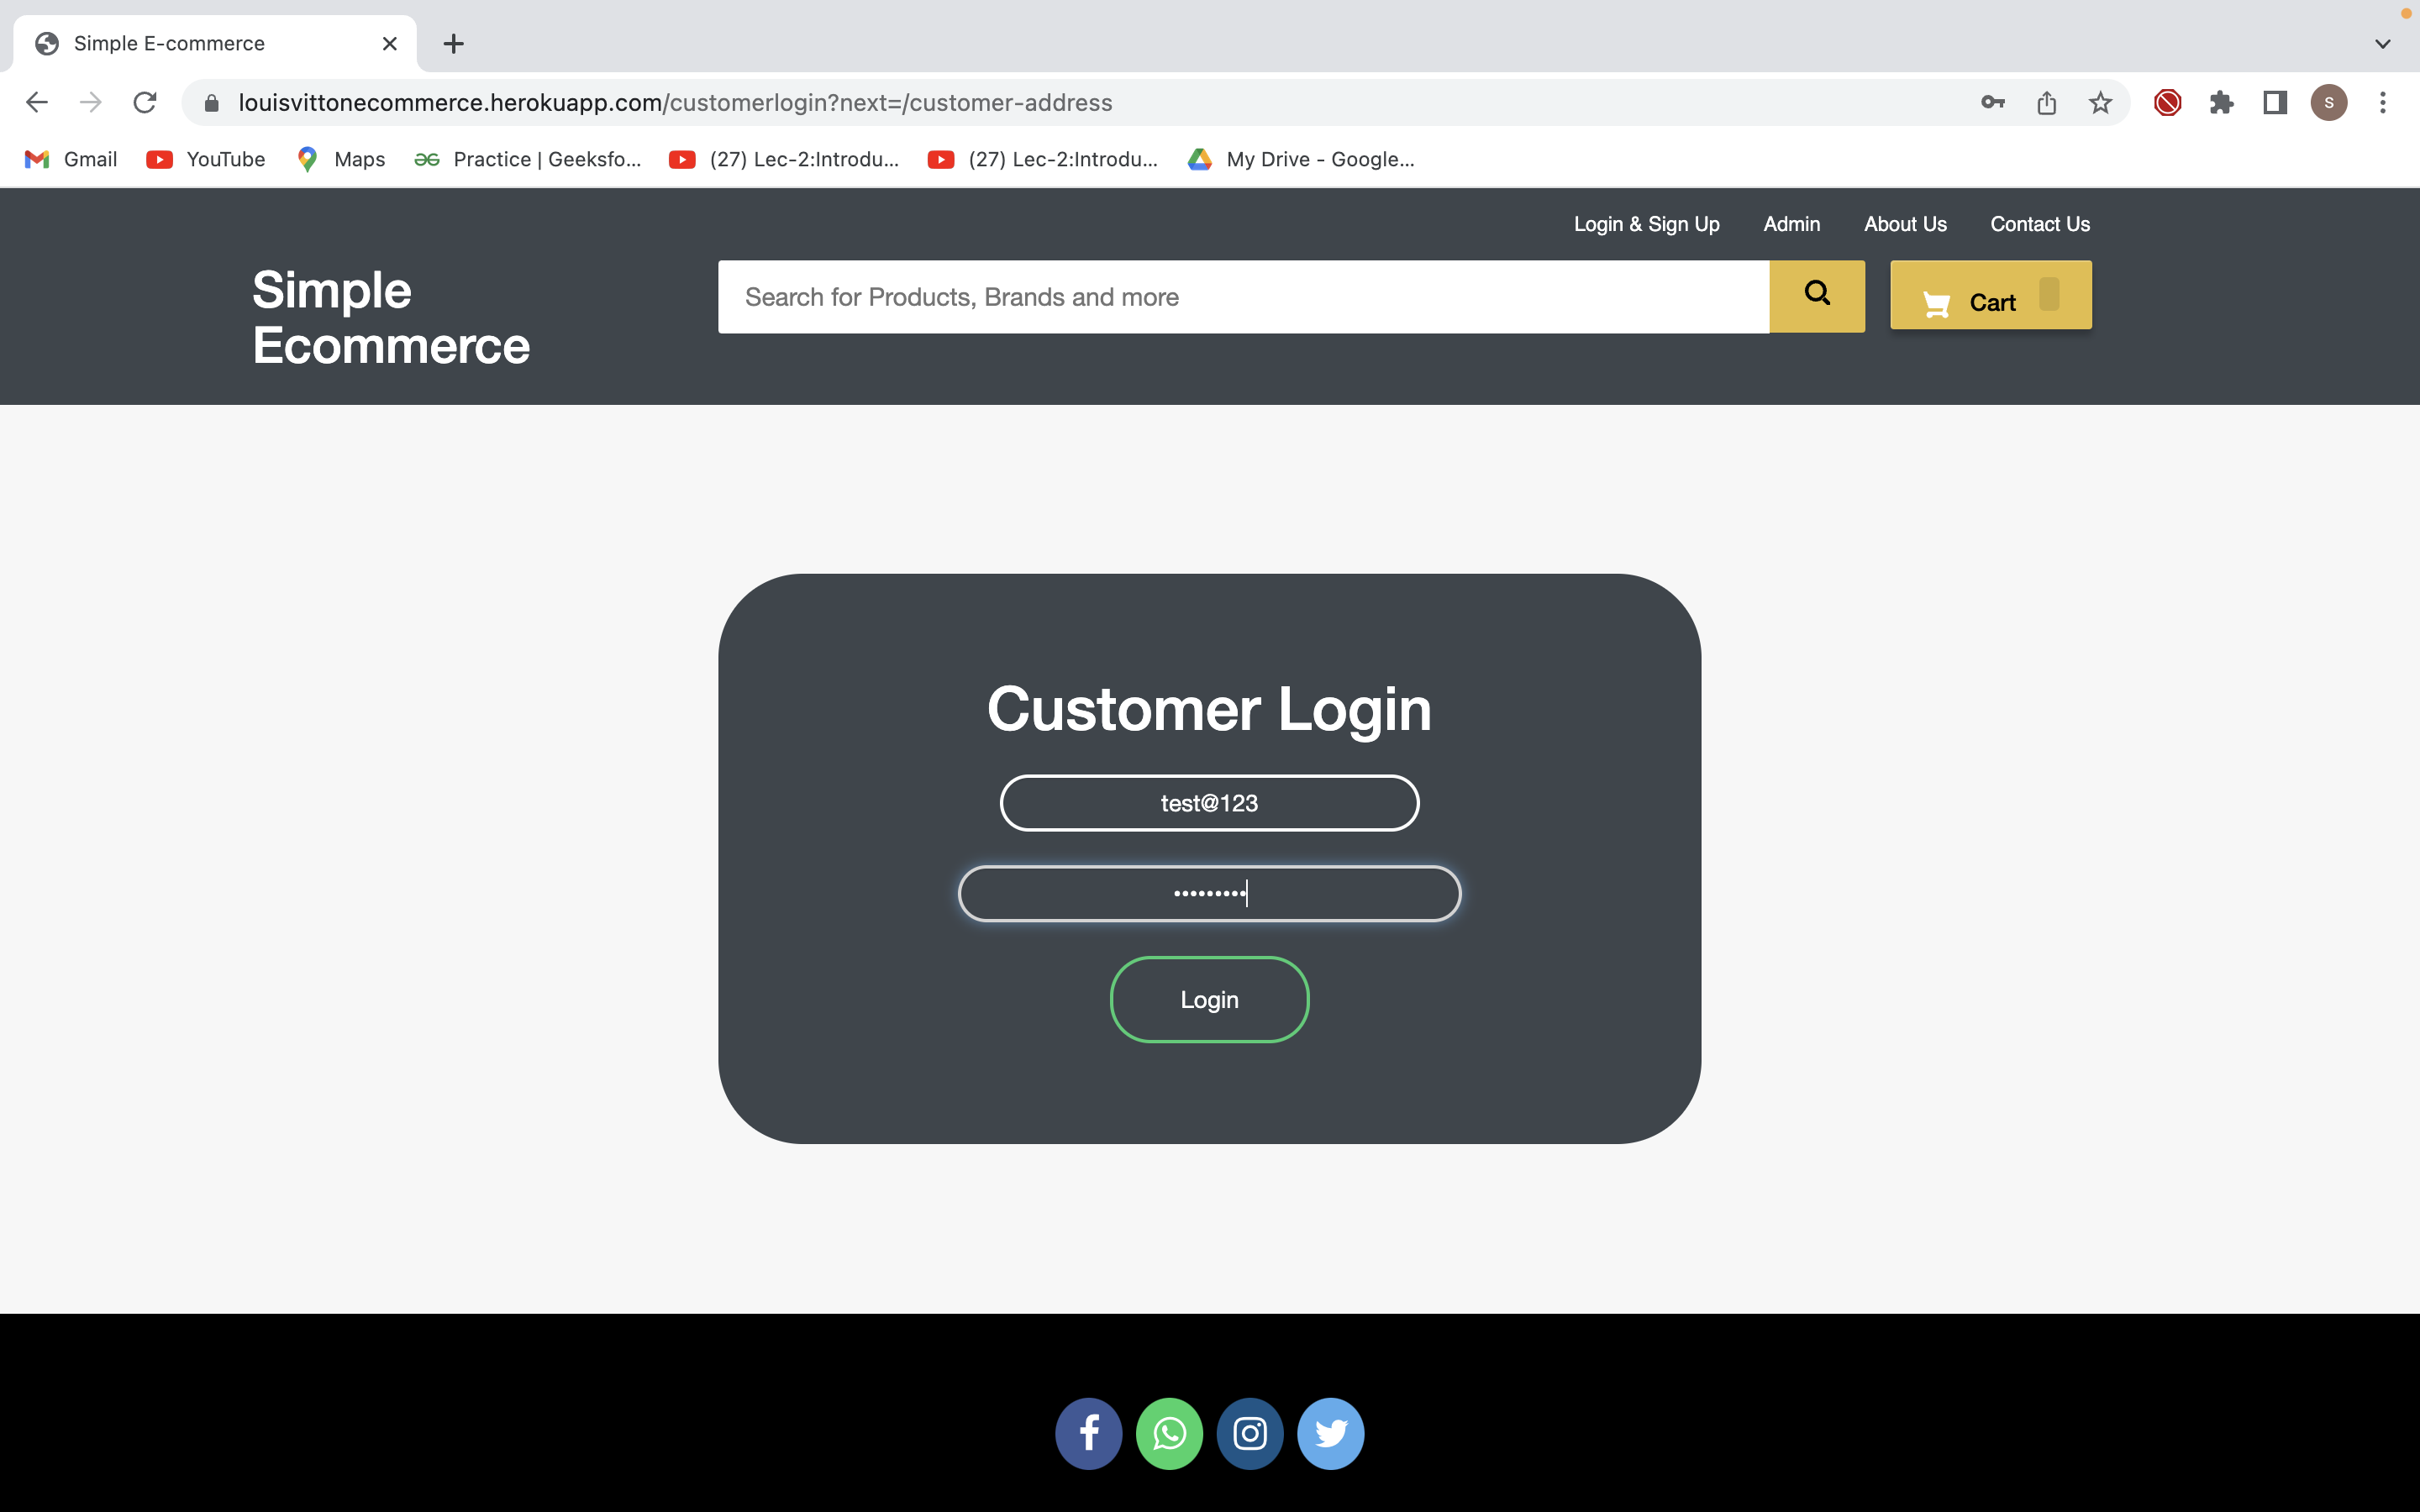 Simple E-commerce
louisvittonecommerce.herokuapp.com/customerlogin?next=/customer-address
S
Gmail
YouTube
Maps
Practice | Geeksfo...
(27) Lec-2:Introdu...
(27) Lec-2:Introdu...
My Drive - Google...
Login & Sign Up
Admin
About Us
Contact Us
Simple
Ecommerce
Search for Products, Brands and more
Cart
Customer Login
test@123
•••••••••
Login